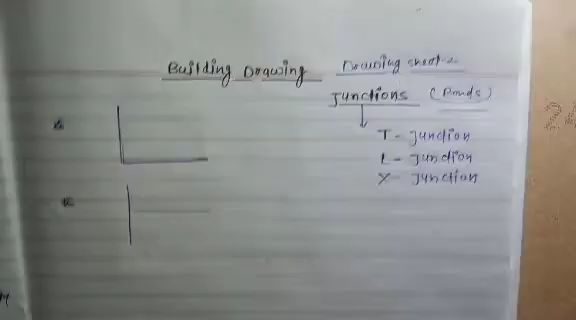 Building Drawing
Drawing sheet-2
Junctions (Bonds)
T - Junction
L - Junction
X - Junction